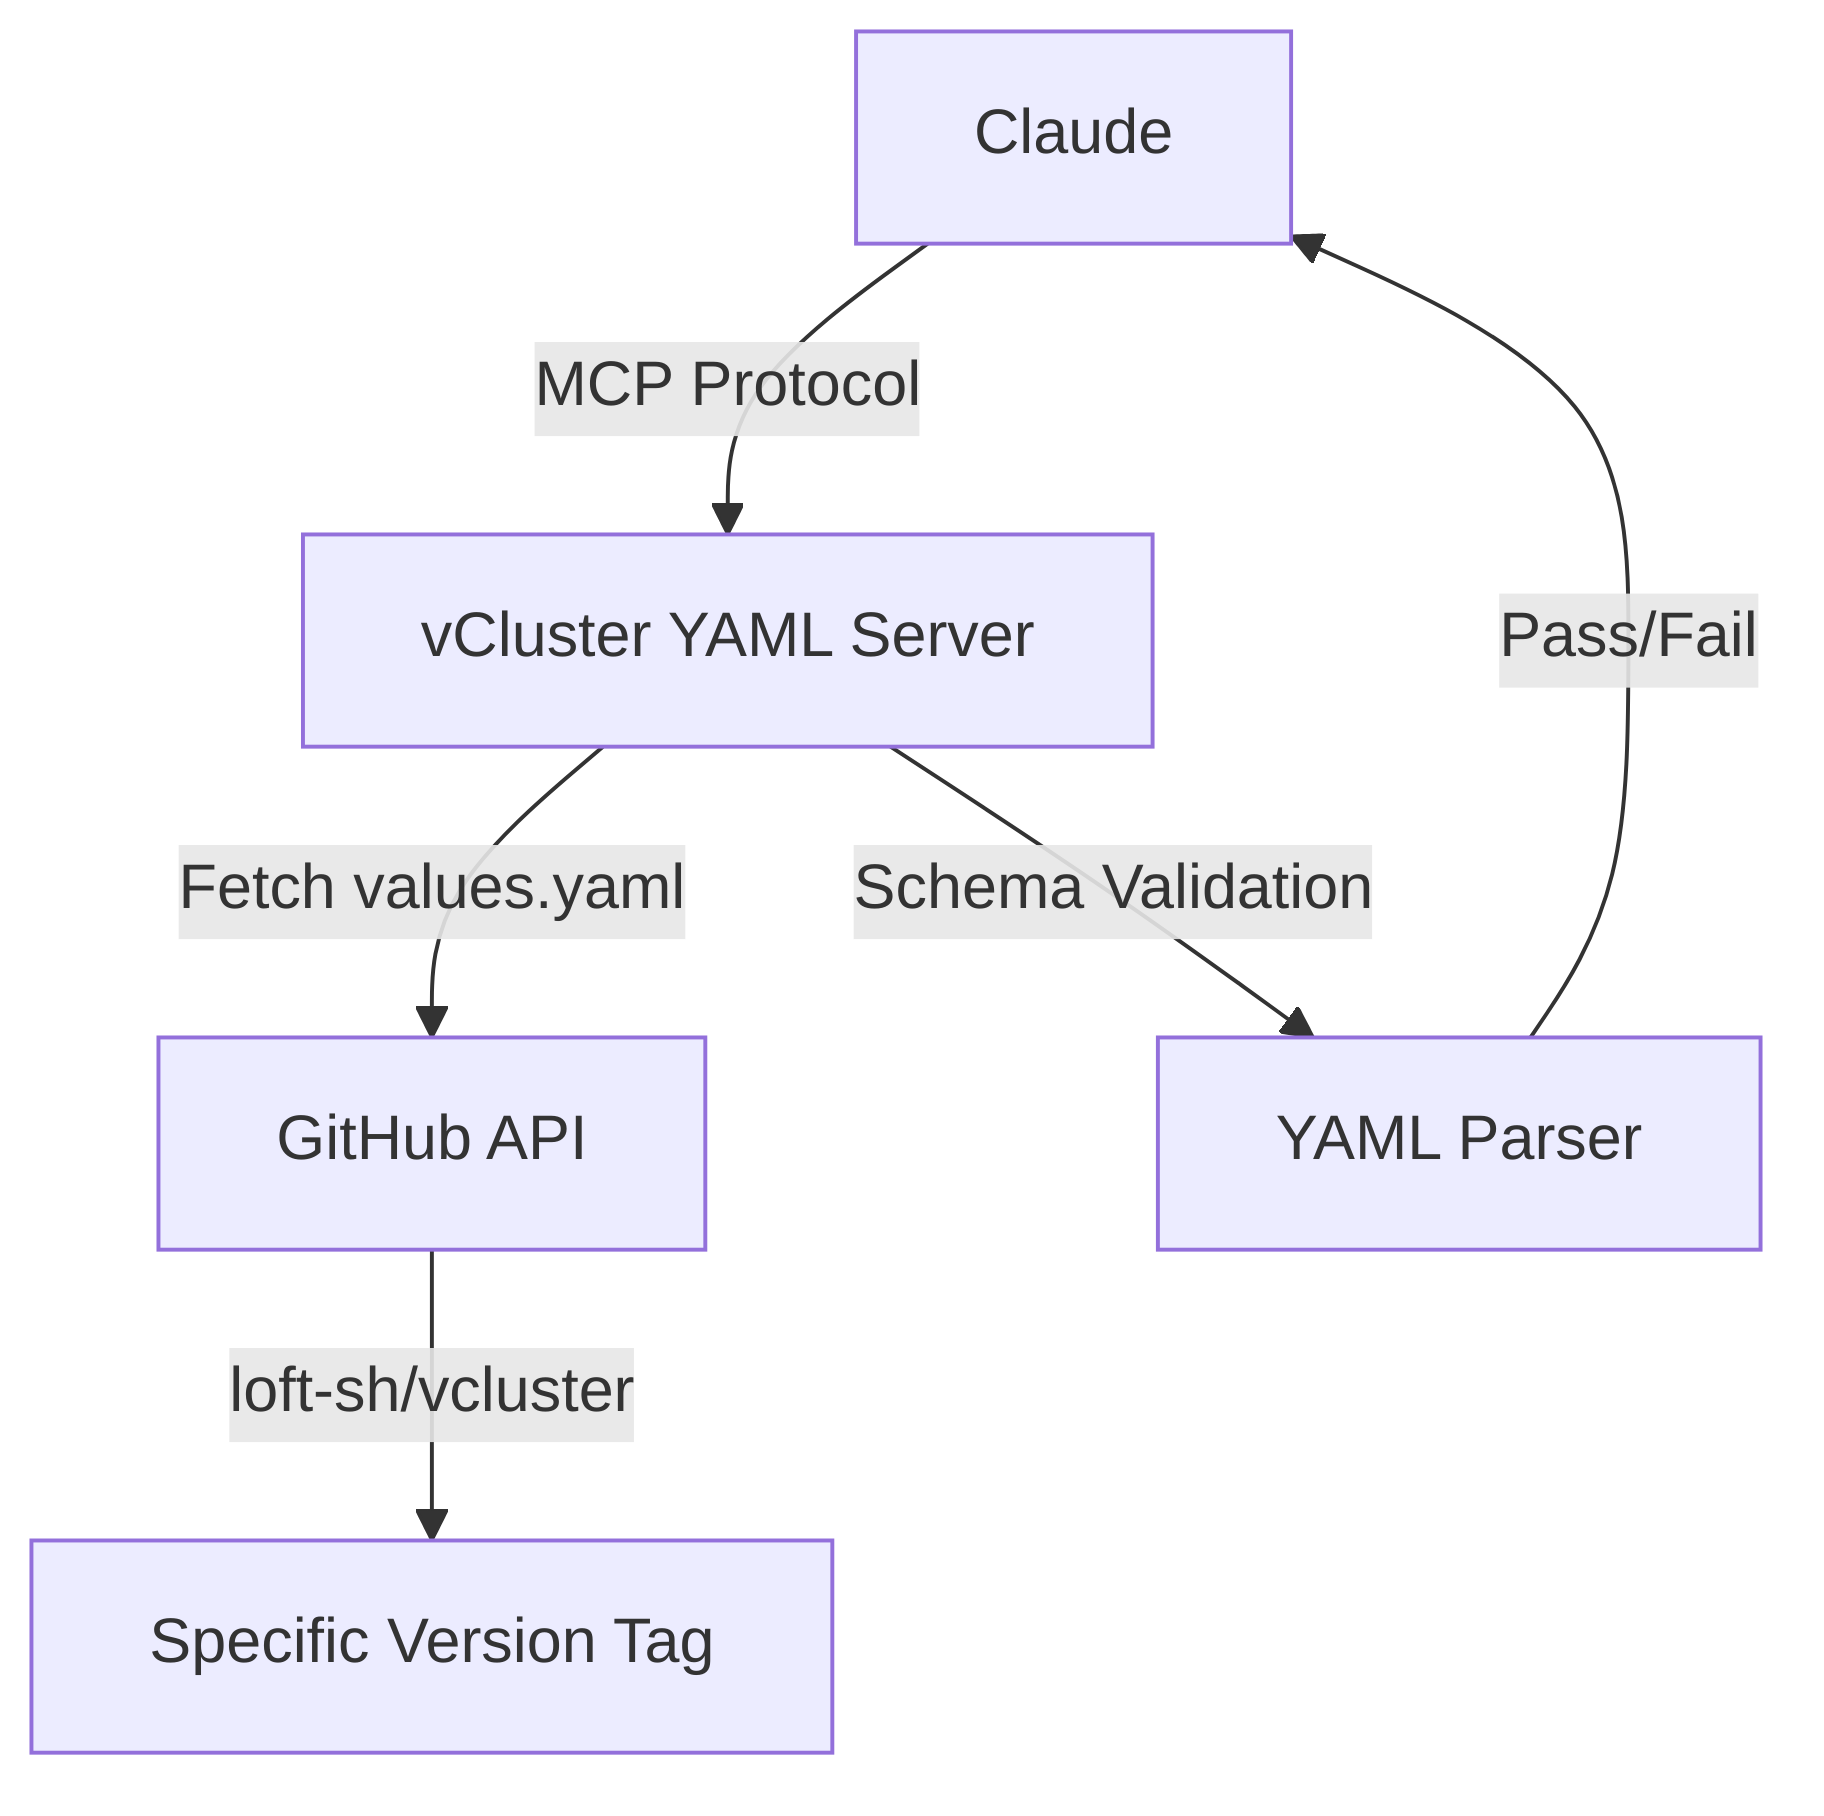 Claude
MCP Protocol
vCluster YAML Server
Pass/Fail
Fetch values.yaml
Schema Validation
GitHub API
YAML Parser
loft-sh/vcluster
Specific Version Tag